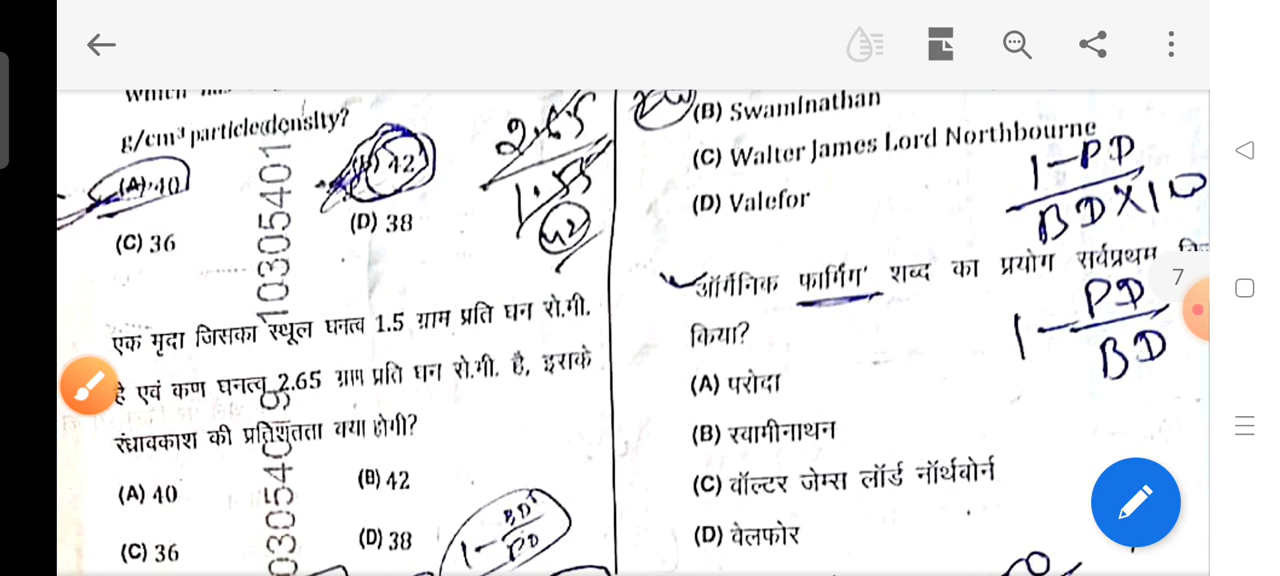 g/cm³ particle density?
(A) 40
(B) 42
(C) 36
(D) 38
2.65
1.55
42
10305401
एक मृदा जिसका स्थूल घनत्व 1.5 ग्राम प्रति घन से.मी.
है एवं कण घनत्व 2.65 ग्राम प्रति घन से.मी. है, इसके
रंध्रावकाश की प्रतिशतता क्या होगी?
(A) 40
(B) 42
(C) 36
(D) 38
1 - BD
PD
(B) Swaminathan
(C) Walter James Lord Northbourne
(D) Valefor
1-PD
BD×10
'ऑर्गेनिक फार्मिंग' शब्द का प्रयोग सर्वप्रथम
किया?
1 - PD
BD
(A) परोदा
(B) स्वामीनाथन
(C) वॉल्टर जेम्स लॉर्ड नॉर्थबोर्न
(D) वेलफोर
7